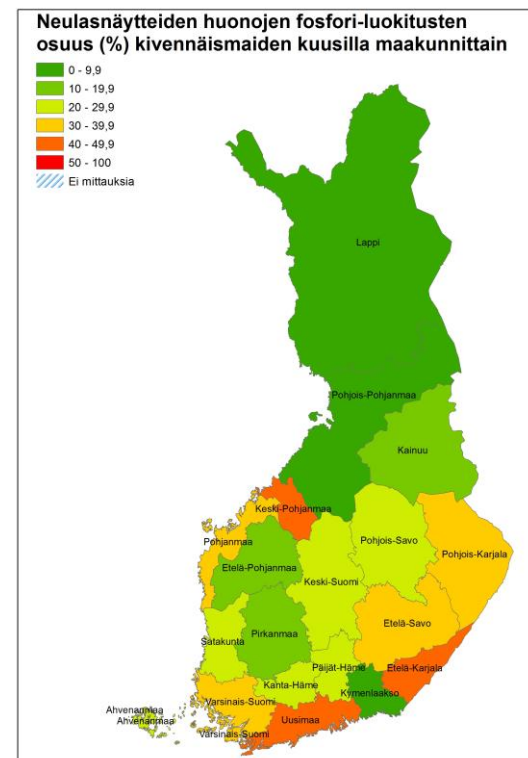 Neulasnäytteiden huonojen fosfori-luokitusten
osuus (%) kivennäismaiden kuusilla maakunnittain
0 - 9,9
10 - 19,9
20 - 29,9
30 - 39,9
40 - 49,9
50 - 100
Ei mittauksia
Lappi
Pohjois-Pohjanmaa
Kainuu
Keski-Pohjanmaa
Pohjanmaa
Pohjois-Savo
Pohjois-Karjala
Etelä-Pohjanmaa
Keski-Suomi
Etelä-Savo
Satakunta
Pirkanmaa
Päijät-Häme
Etelä-Karjala
Kanta-Häme
Kymenlaakso
Varsinais-Suomi
Ahvenanmaa
Ahvenanmaa
Uusimaa
Varsinais-Suomi